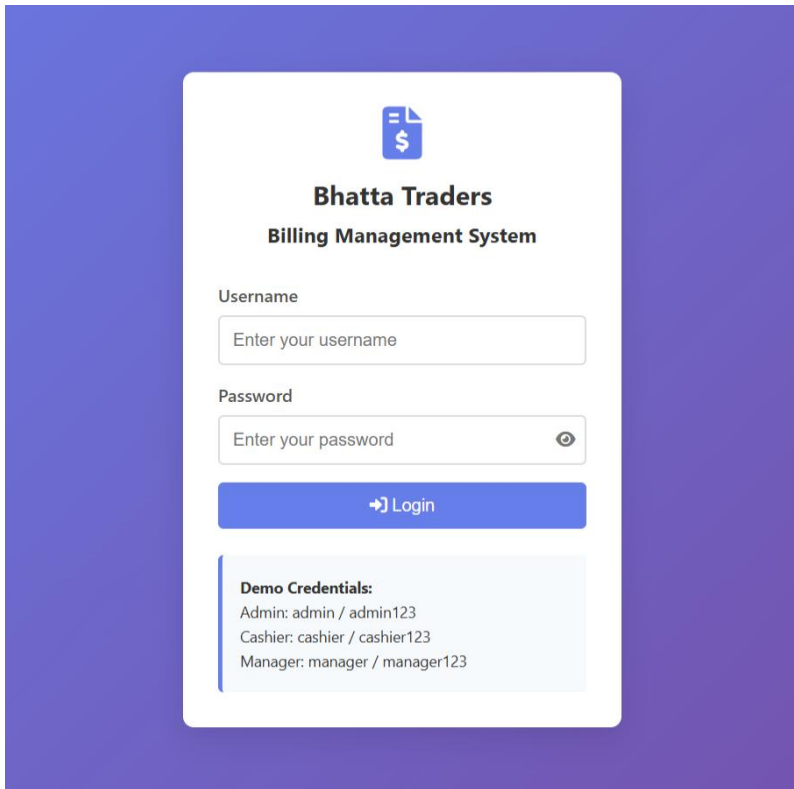 $
Bhatta Traders
Billing Management System
Username
Enter your username
Password
Enter your password
Login
Demo Credentials:
Admin: admin / admin123
Cashier: cashier / cashier123
Manager: manager / manager123